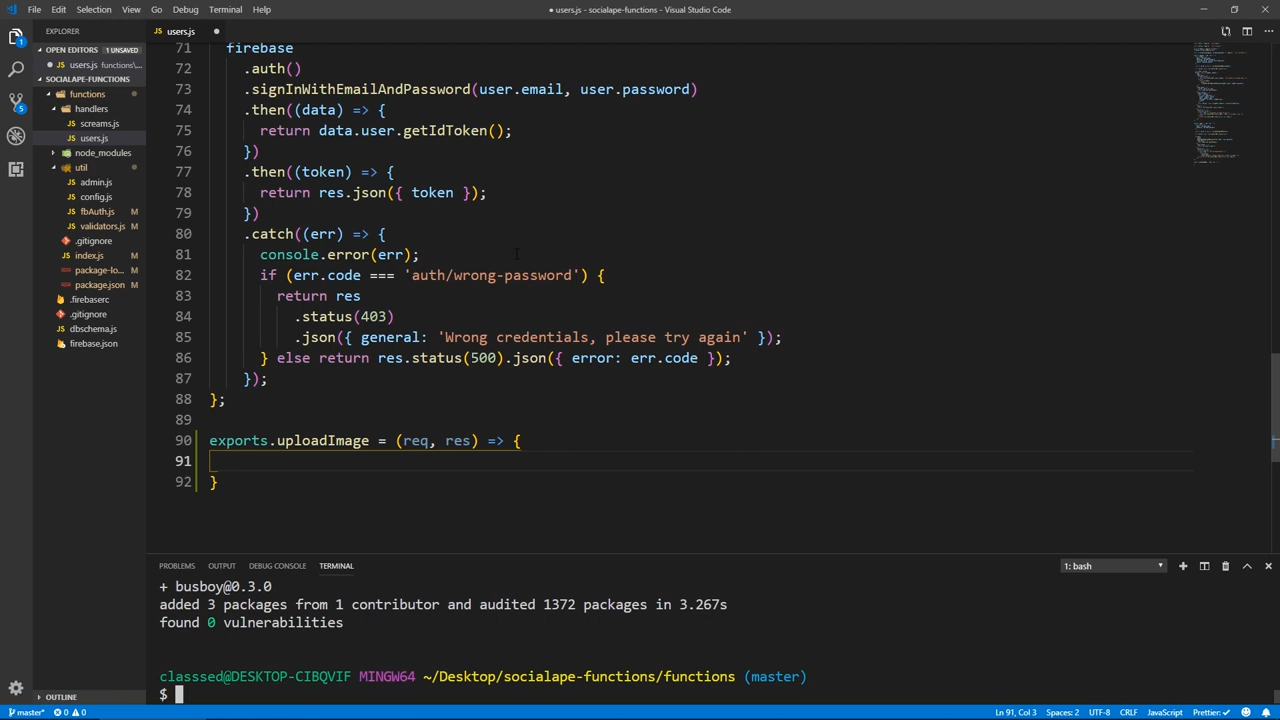 File Edit Selection View Go Debug Terminal Help
● users.js - socialape-functions - Visual Studio Code
EXPLORER
OPEN EDITORS 1 UNSAVED
users.js functions\...
SOCIALAPE-FUNCTIONS
functions
handlers
screams.js
users.js
node_modules
util
admin.js
config.js
fbAuth.js M
validators.js M
.gitignore
index.js M
package-lo... M
package.json M
.firebaserc
.gitignore
dbschema.js
firebase.json
OUTLINE
1
5
users.js
71 firebase
72 .auth()
73 .signInWithEmailAndPassword(user.email, user.password)
74 .then((data) => {
75 return data.user.getIdToken();
76 })
77 .then((token) => {
78 return res.json({ token });
79 })
80 .catch((err) => {
81 console.error(err);
82 if (err.code === 'auth/wrong-password') {
83 return res
84 .status(403)
85 .json({ general: 'Wrong credentials, please try again' });
86 } else return res.status(500).json({ error: err.code });
87 });
88 };
89
90 exports.uploadImage = (req, res) => {
91
92 }
PROBLEMS OUTPUT DEBUG CONSOLE TERMINAL
1: bash
+ busboy@0.3.0
added 3 packages from 1 contributor and audited 1372 packages in 3.267s
found 0 vulnerabilities
classsed@DESKTOP-CIBQVIF MINGW64 ~/Desktop/socialape-functions/functions (master)
$
master* 0 0
Ln 91, Col 3 Spaces: 2 UTF-8 CRLF JavaScript Prettier: ✓